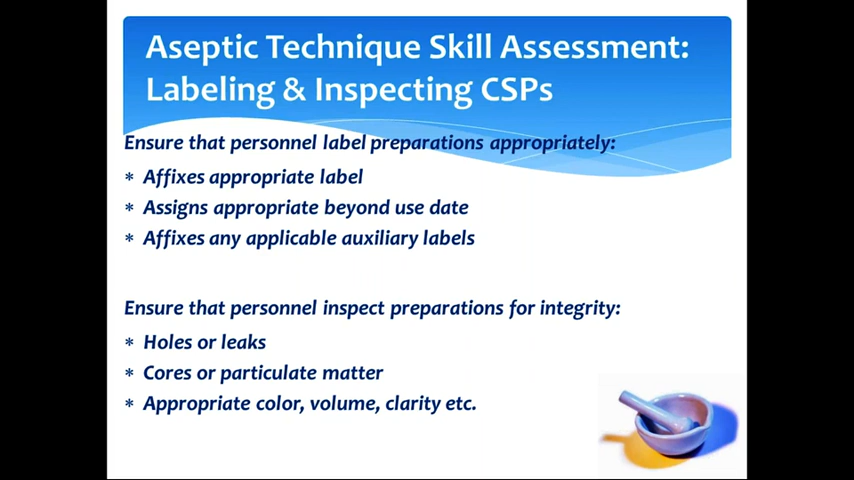 Aseptic Technique Skill Assessment:
Labeling & Inspecting CSPs
Ensure that personnel label preparations appropriately:
* Affixes appropriate label
* Assigns appropriate beyond use date
* Affixes any applicable auxiliary labels
Ensure that personnel inspect preparations for integrity:
* Holes or leaks
* Cores or particulate matter
* Appropriate color, volume, clarity etc.